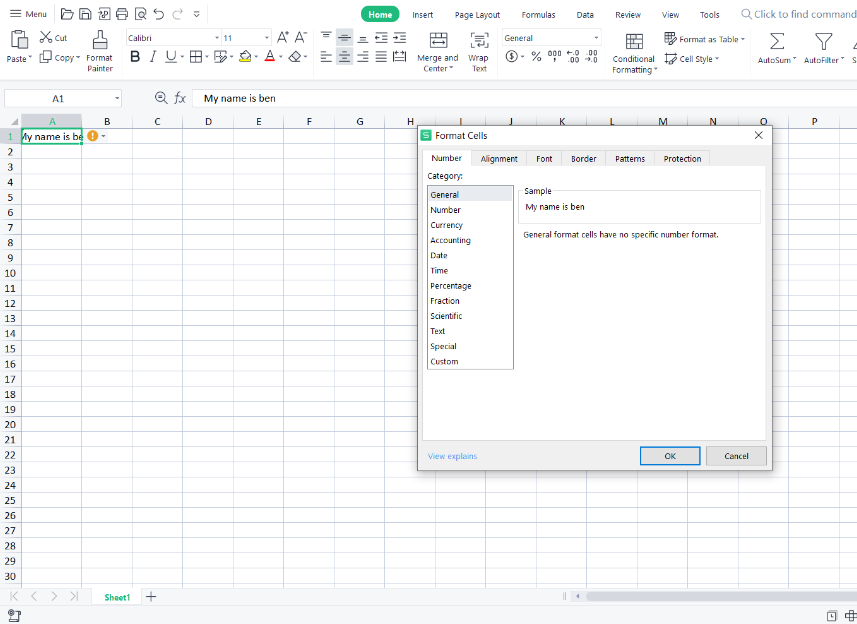 Menu Home Insert Page Layout Formulas Data Review View Tools Click to find command
Paste Cut Copy Format Painter Calibri 11 A+ A- Merge and Center Wrap Text General Conditional Formatting Format as Table Cell Style AutoSum AutoFilter
B I U A $ % 000 .00 .0
A1 fx My name is ben
A B C D E F G H I J K L M N O P
1 My name is be
2
3
4
5
6
7
8
9
10
11
12
13
14
15
16
17
18
19
20
21
22
23
24
25
26
27
28
29
30
Format Cells
Number Alignment Font Border Patterns Protection
Category:
General
Number
Currency
Accounting
Date
Time
Percentage
Fraction
Scientific
Text
Special
Custom
Sample
My name is ben
General format cells have no specific number format.
View explains OK Cancel
Sheet1